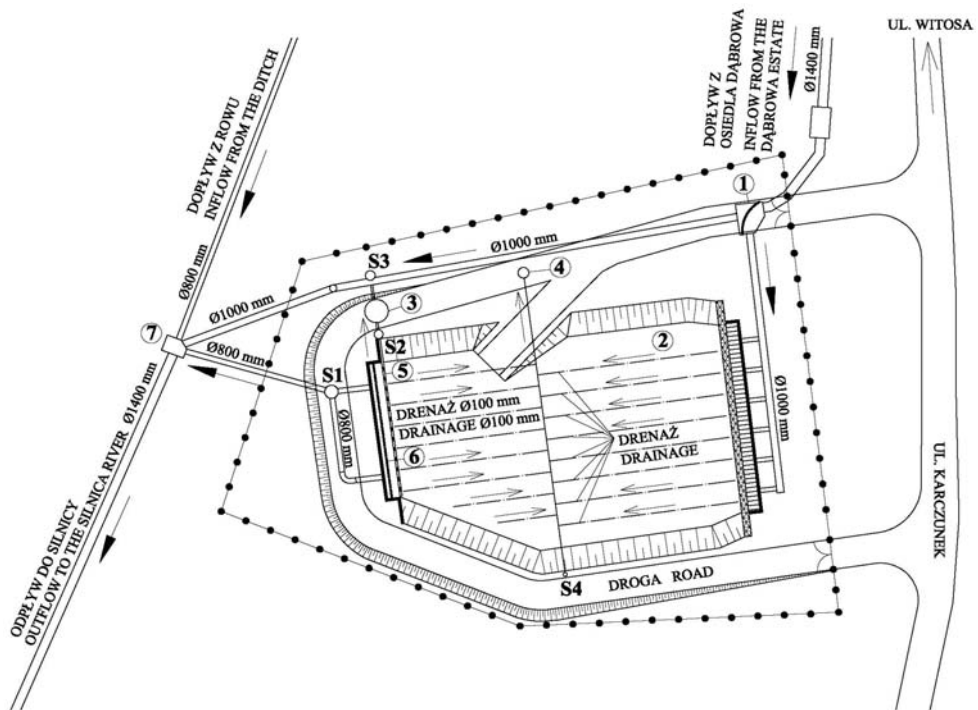 UL. WITOSA
Ø1400 mm
DOPŁYW Z
OSIEDLA DĄBROWA
INFLOW FROM THE
DĄBROWA ESTATE
DOPŁYW Z ROWU
INFLOW FROM THE DITCH
Ø800 mm
1
Ø1000 mm
S3
4
Ø1000 mm
3
7
S2
2
Ø800 mm
5
S1
Ø1000 mm
DRENAŻ Ø100 mm
DRAINAGE Ø100 mm
Ø800 mm
DRENAŻ
DRAINAGE
6
UL. KARCZUNEK
ODPŁYW DO SILNICY
OUTFLOW TO THE SILNICA RIVER Ø1400 mm
S4
DROGA ROAD